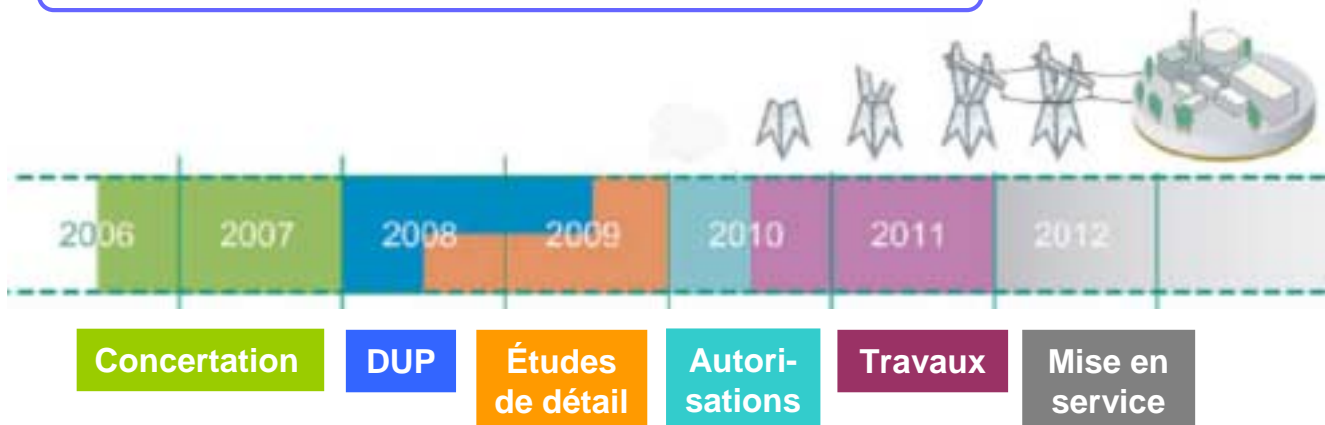 2006 2007 2008 2009 2010 2011 2012
Concertation DUP Études Autori- Travaux Mise en
de détail sations service